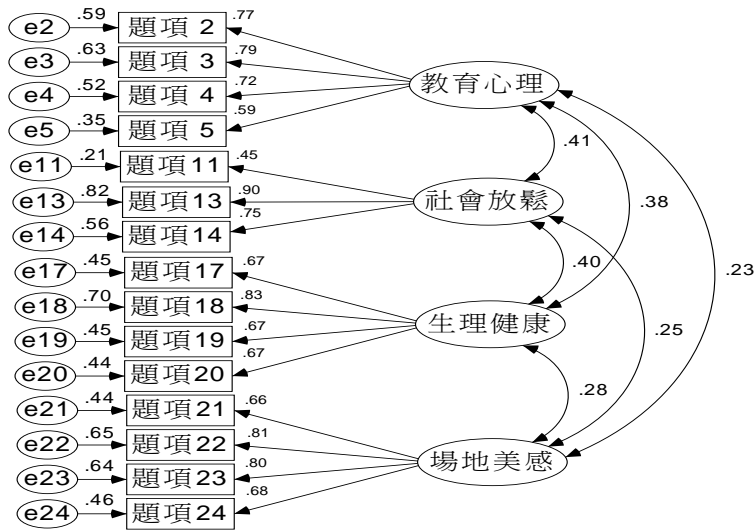 e2 .59 題項 2 .77
e3 .63 題項 3 .79
e4 .52 題項 4 .72
e5 .35 題項 5 .59
教育心理
e11 .21 題項11 .45
e13 .82 題項13 .90
e14 .56 題項14 .75
社會放鬆
e17 .45 題項17 .67
e18 .70 題項18 .83
e19 .45 題項19 .67
e20 .44 題項20 .67
生理健康
e21 .44 題項21 .66
e22 .65 題項22 .81
e23 .64 題項23 .80
e24 .46 題項24 .68
場地美感
.41
.38
.40
.23
.25
.28